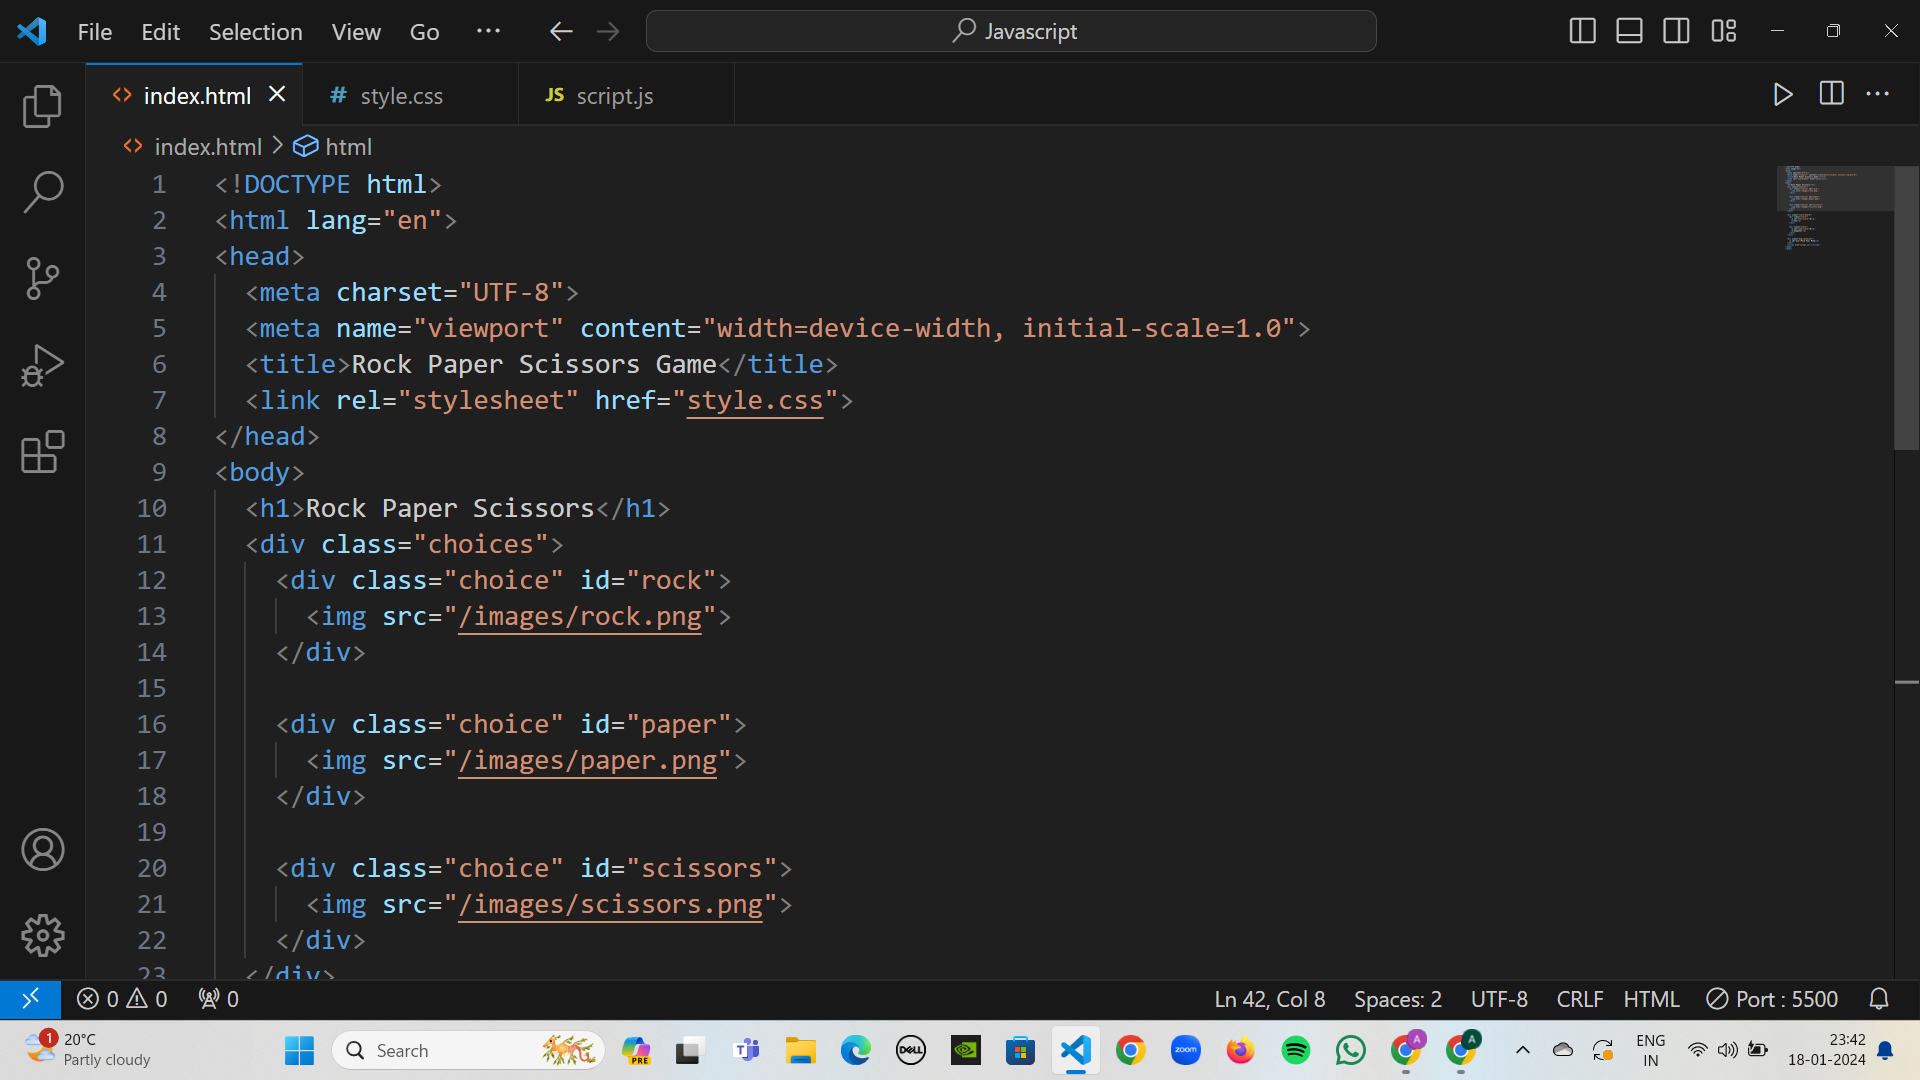 File Edit Selection View Go ··· Javascript
index.html # style.css JS script.js
index.html > html
1 <!DOCTYPE html>
2 <html lang="en">
3 <head>
4 <meta charset="UTF-8">
5 <meta name="viewport" content="width=device-width, initial-scale=1.0">
6 <title>Rock Paper Scissors Game</title>
7 <link rel="stylesheet" href="style.css">
8 </head>
9 <body>
10 <h1>Rock Paper Scissors</h1>
11 <div class="choices">
12 <div class="choice" id="rock">
13 <img src="/images/rock.png">
14 </div>
15
16 <div class="choice" id="paper">
17 <img src="/images/paper.png">
18 </div>
19
20 <div class="choice" id="scissors">
21 <img src="/images/scissors.png">
22 </div>
23 </div>
0 0 0 Ln 42, Col 8 Spaces: 2 UTF-8 CRLF HTML Port : 5500
1 20°C
Partly cloudy
Search
PRE
DELL
zoom
A
A
ENG
IN
23:42
18-01-2024